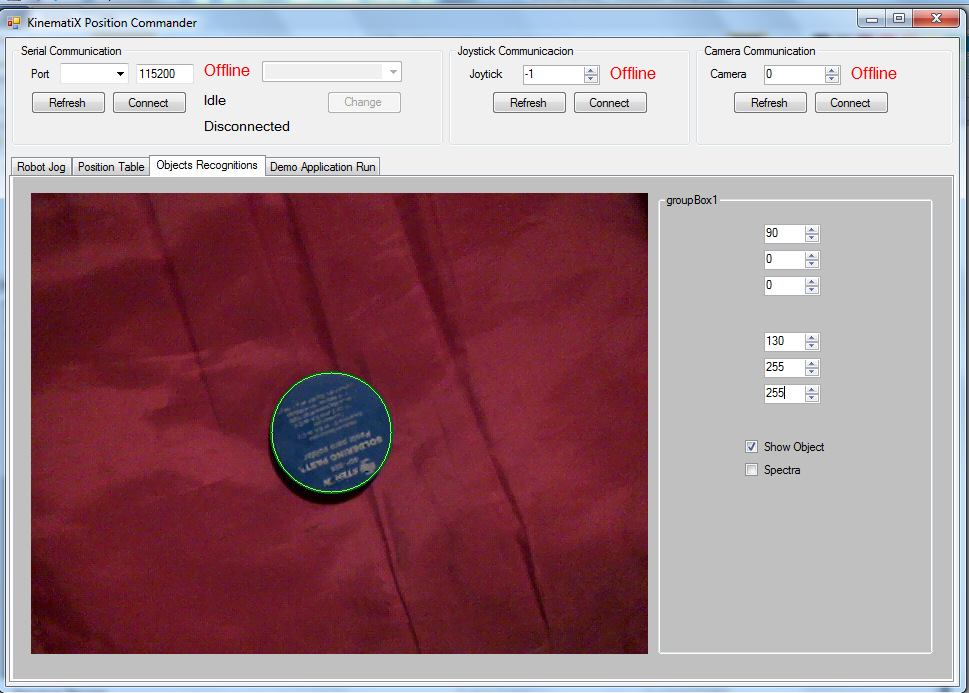 KinematiX Position Commander
Serial Communication
Port
115200
Offline
Refresh
Connect
Idle
Change
Disconnected
Joystick Communicacion
Joytick
-1
Offline
Refresh
Connect
Camera Communication
Camera
0
Offline
Refresh
Connect
Robot Jog
Position Table
Objects Recognitions
Demo Application Run
groupBox1
90
0
0
130
255
255
Show Object
Spectra
SOLDERING PASTE